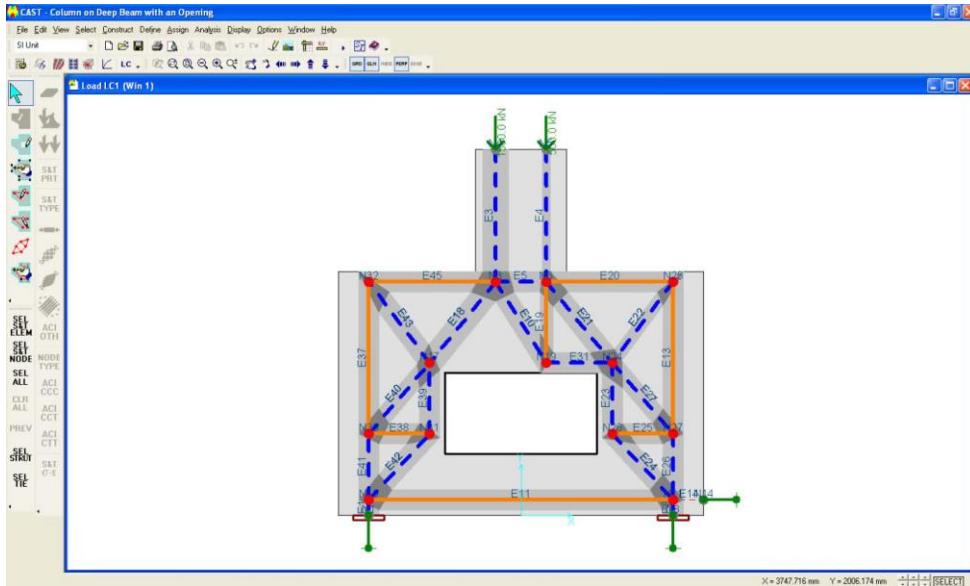 CAST - Column on Deep Beam with an Opening
File Edit View Select Construct Define Assign Analysis Display Options Window Help
SI Unit
LC
GRD
Load LC1 (Win 1)
S&T PRT
S&T TYPE
ACI OTH
NODE TYPE
ACI CCC
ACI CCT
ACI CTT
SEL S&T ELEM
SEL S&T NODE
SEL ALL
CLR ALL
PREV
SEL STRUT
SEL TIE
E3 E4
E45 E5 E20
E43 E18 E10 E19 E21 E22
E37 E31 E13
E40 E39 E23 E27
E38 E25
E41 E42 E24 E26
E11
Y
X
X = 3747.716 mm Y = 2006.174 mm
SELECT